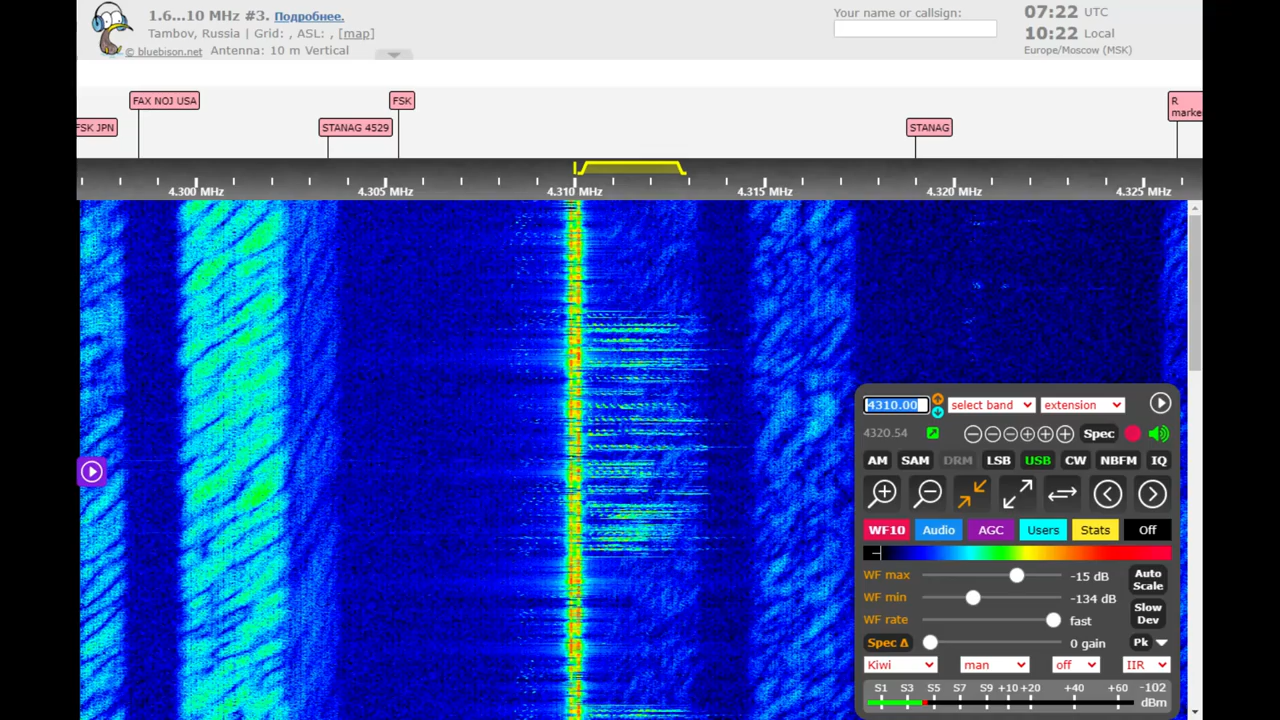 1.6...10 MHz #3. Подробнее.
Tambov, Russia | Grid: , ASL: , [map]
© bluebison.net Antenna: 10 m Vertical
Your name or callsign:
07:22 UTC
10:22 Local
Europe/Moscow (MSK)
FAX NOJ USA
FSK
R
marke
FSK JPN
STANAG 4529
STANAG
4.300 MHz 4.305 MHz 4.310 MHz 4.315 MHz 4.320 MHz 4.325 MHz
4310.00 select band extension
4320.54 Spec
AM SAM DRM LSB USB CW NBFM IQ
WF10 Audio AGC Users Stats Off
WF max -15 dB Auto Scale
WF min -134 dB
WF rate fast Slow Dev
Spec Δ 0 gain Pk
Kiwi man off IIR
S1 S3 S5 S7 S9 +10 +20 +40 +60 -102
dBm